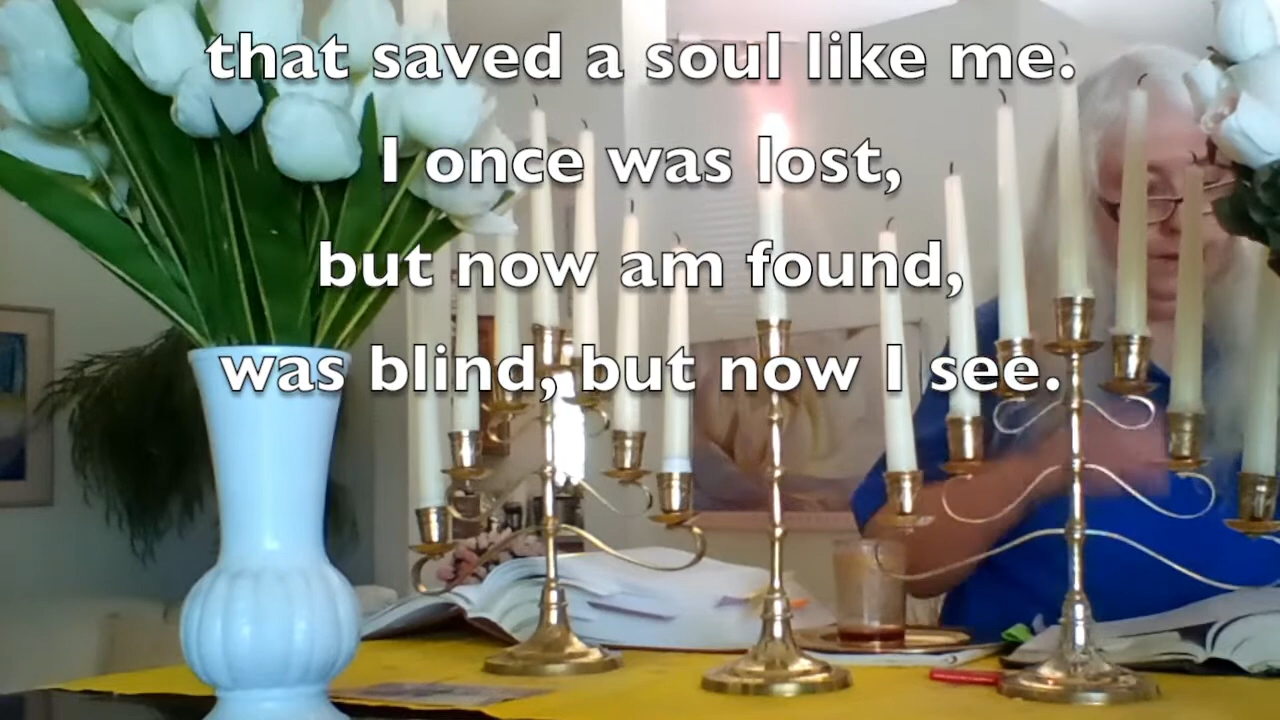 that saved a soul like me.
I once was lost,
but now am found,
was blind, but now I see.